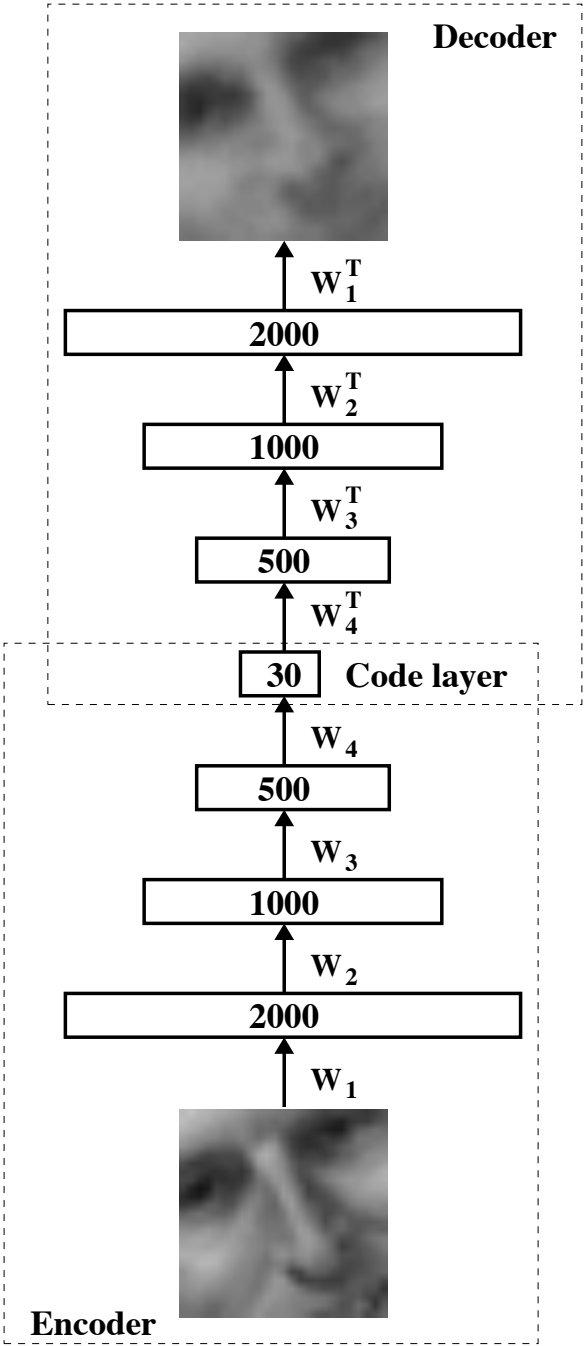 Decoder
W₁ᵀ
2000
W₂ᵀ
1000
W₃ᵀ
500
W₄ᵀ
30 Code layer
W₄
500
W₃
1000
W₂
2000
W₁
Encoder